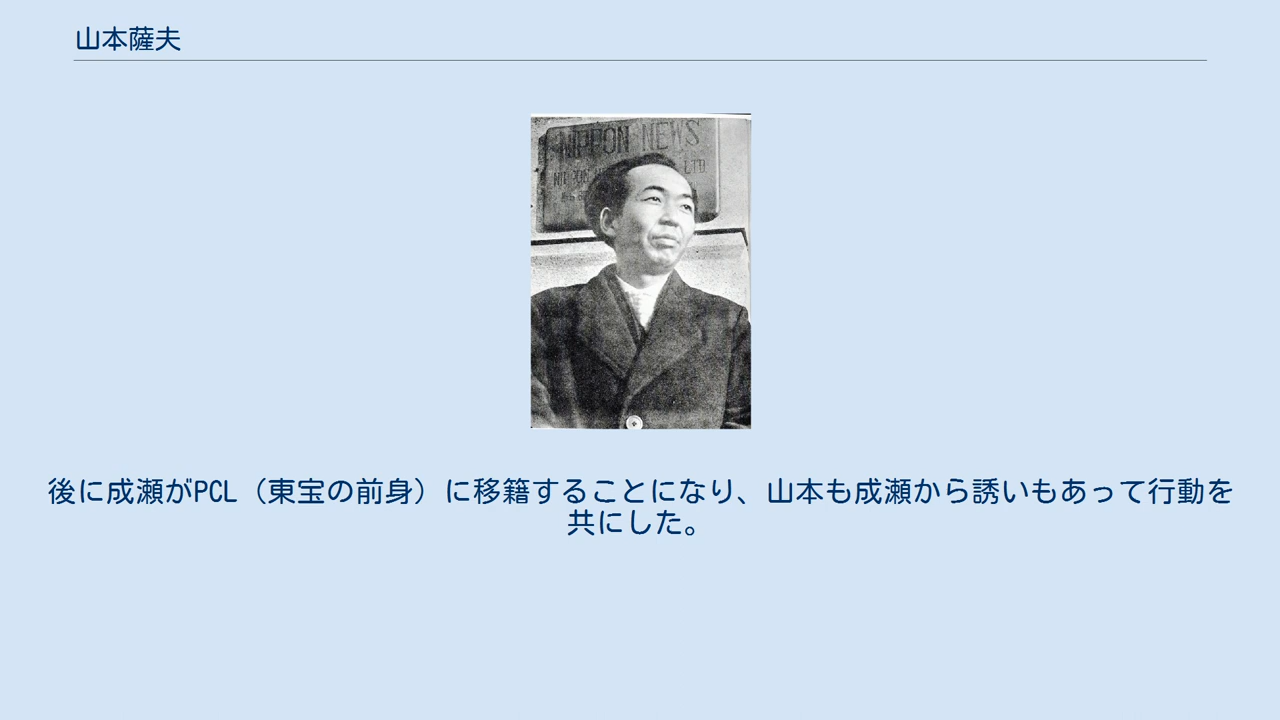 山本薩夫
NIPPON NEWS
LTD
後に成瀬がPCL（東宝の前身）に移籍することになり、山本も成瀬から誘いもあって行動を
共にした。